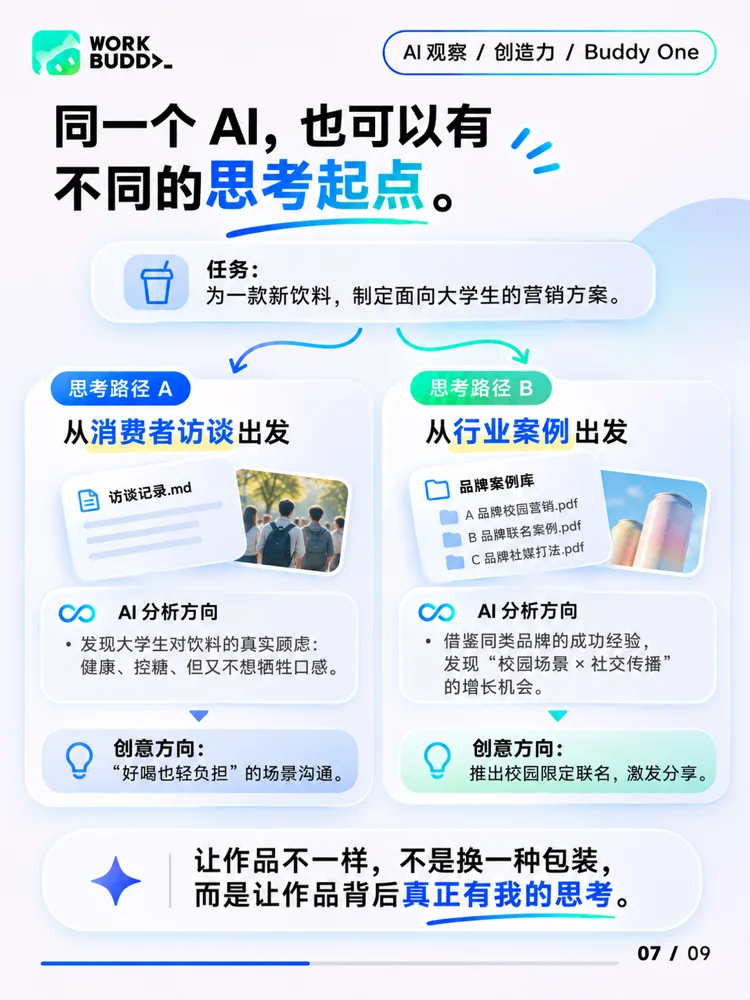 WORK
BUDD>_
AI 观察 / 创造力 / Buddy One
同一个 AI，也可以有
不同的思考起点。
任务：
为一款新饮料，制定面向大学生的营销方案。
思考路径 A
从消费者访谈出发
访谈记录.md
AI 分析方向
• 发现大学生对饮料的真实顾虑：
健康、控糖、但又不想牺牲口感。
创意方向：
“好喝也轻负担”的场景沟通。
思考路径 B
从行业案例出发
品牌案例库
A 品牌校园营销.pdf
B 品牌联名案例.pdf
C 品牌社媒打法.pdf
AI 分析方向
• 借鉴同类品牌的成功经验，
发现“校园场景 × 社交传播”
的增长机会。
创意方向：
推出校园限定联名，激发分享。
让作品不一样，不是换一种包装，
而是让作品背后真正有我的思考。
07 / 09